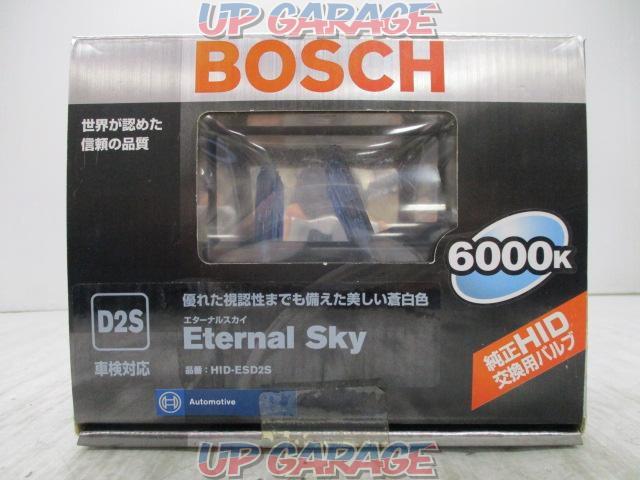 UP GARAGE
BOSCH
世界が認めた
信頼の品質
6000K
D2S
車検対応
優れた視認性までも備えた美しい蒼白色
エターナルスカイ
Eternal Sky
品番：HID-ESD2S
純正HID
交換用バルブ
Automotive
UP GARAGE